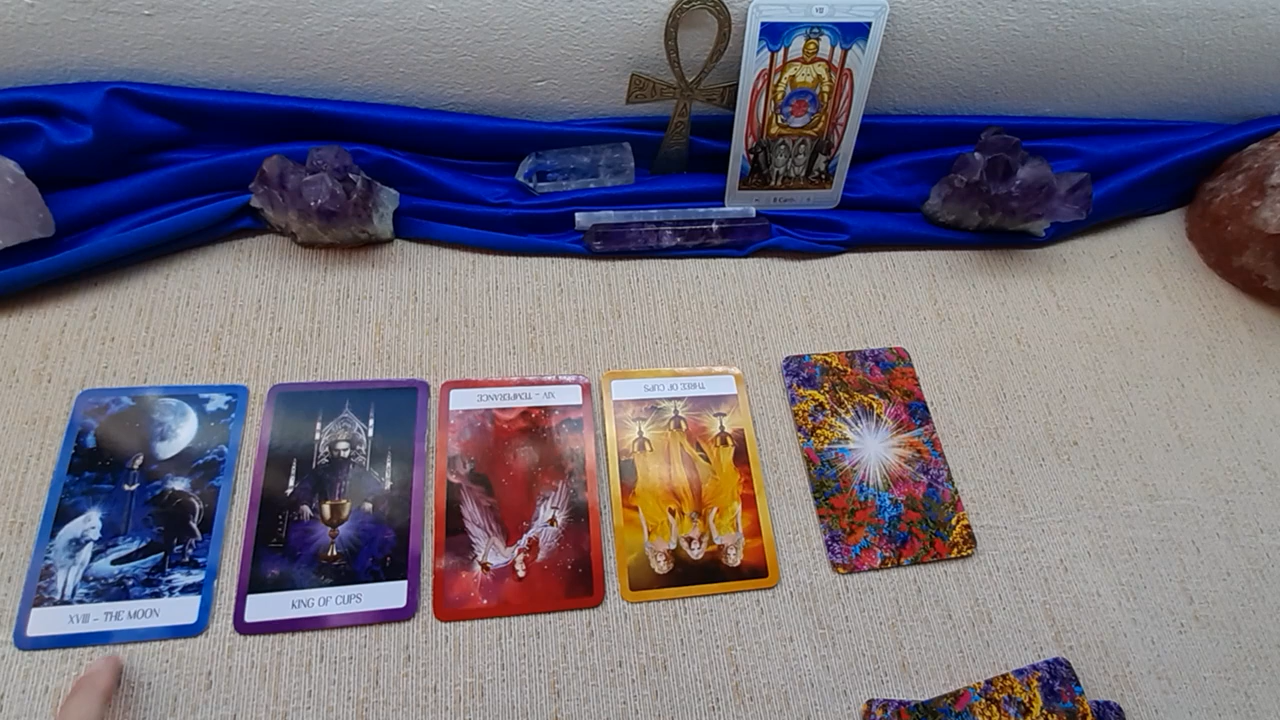 VII
XVIII – THE MOON
KING OF CUPS
XIV – TEMPERANCE
THREE OF CUPS